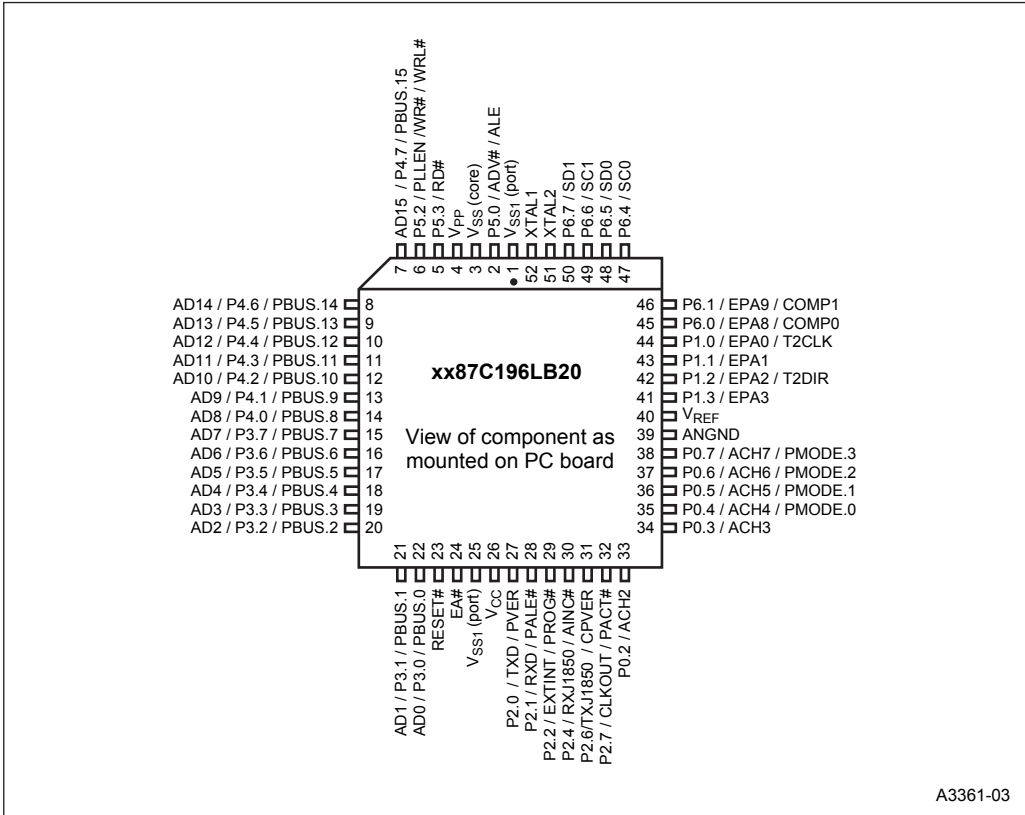 AD15 / P4.7 / PBUS.15
P5.2 / PLLEN /WR# / WRL#
P5.3 / RD#
VPP
VSS (core)
P5.0 / ADV# / ALE
VSS1 (port)
XTAL1
XTAL2
P6.7 / SD1
P6.6 / SC1
P6.5 / SD0
P6.4 / SC0
7 6 5 4 3 2 1 52 51 50 49 48 47
AD14 / P4.6 / PBUS.14 8
AD13 / P4.5 / PBUS.13 9
AD12 / P4.4 / PBUS.12 10
AD11 / P4.3 / PBUS.11 11
AD10 / P4.2 / PBUS.10 12
AD9 / P4.1 / PBUS.9 13
AD8 / P4.0 / PBUS.8 14
AD7 / P3.7 / PBUS.7 15
AD6 / P3.6 / PBUS.6 16
AD5 / P3.5 / PBUS.5 17
AD4 / P3.4 / PBUS.4 18
AD3 / P3.3 / PBUS.3 19
AD2 / P3.2 / PBUS.2 20
xx87C196LB20
View of component as
mounted on PC board
46 P6.1 / EPA9 / COMP1
45 P6.0 / EPA8 / COMP0
44 P1.0 / EPA0 / T2CLK
43 P1.1 / EPA1
42 P1.2 / EPA2 / T2DIR
41 P1.3 / EPA3
40 VREF
39 ANGND
38 P0.7 / ACH7 / PMODE.3
37 P0.6 / ACH6 / PMODE.2
36 P0.5 / ACH5 / PMODE.1
35 P0.4 / ACH4 / PMODE.0
34 P0.3 / ACH3
21 22 23 24 25 26 27 28 29 30 31 32 33
AD1 / P3.1 / PBUS.1
AD0 / P3.0 / PBUS.0
RESET#
EA#
VSS1 (port)
VCC
P2.0 / TXD / PVER
P2.1 / RXD / PALE#
P2.2 / EXTINT / PROG#
P2.4 / RXJ1850 / AINC#
P2.6/TXJ1850 / CPVER
P2.7 / CLKOUT / PACT#
P0.2 / ACH2
A3361-03